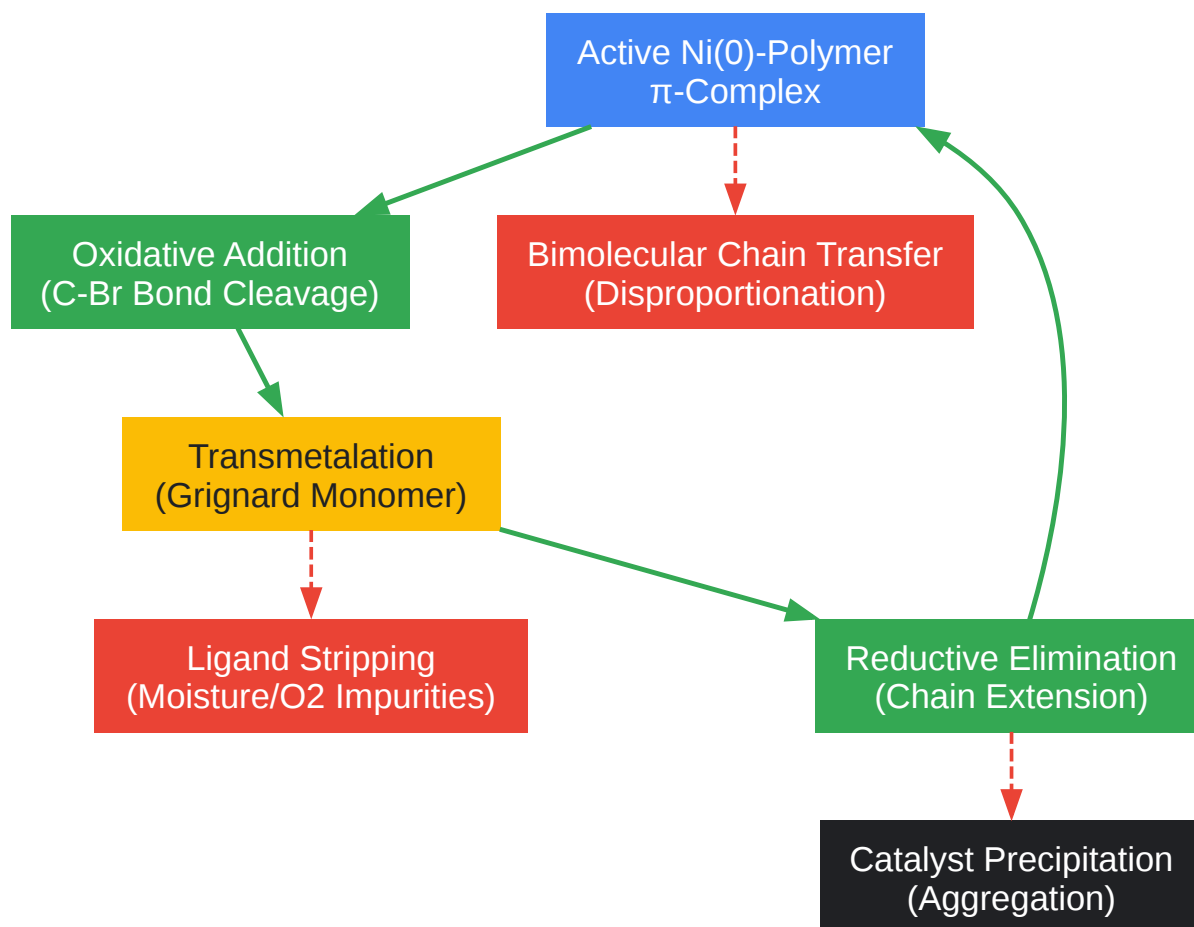 Active Ni(0)-Polymer
π-Complex
Oxidative Addition
(C-Br Bond Cleavage)
Bimolecular Chain Transfer
(Disproportionation)
Transmetalation
(Grignard Monomer)
Ligand Stripping
(Moisture/O2 Impurities)
Reductive Elimination
(Chain Extension)
Catalyst Precipitation
(Aggregation)